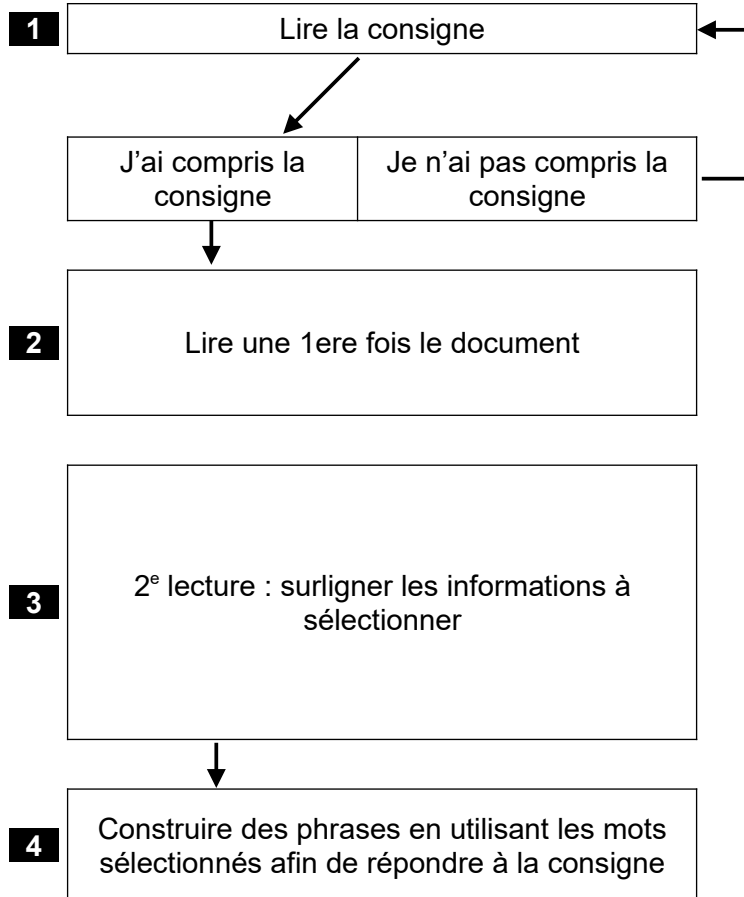 1
Lire la consigne
J’ai compris la
consigne
Je n’ai pas compris la
consigne
2
Lire une 1ere fois le document
3
2e lecture : surligner les informations à
sélectionner
4
Construire des phrases en utilisant les mots
sélectionnés afin de répondre à la consigne